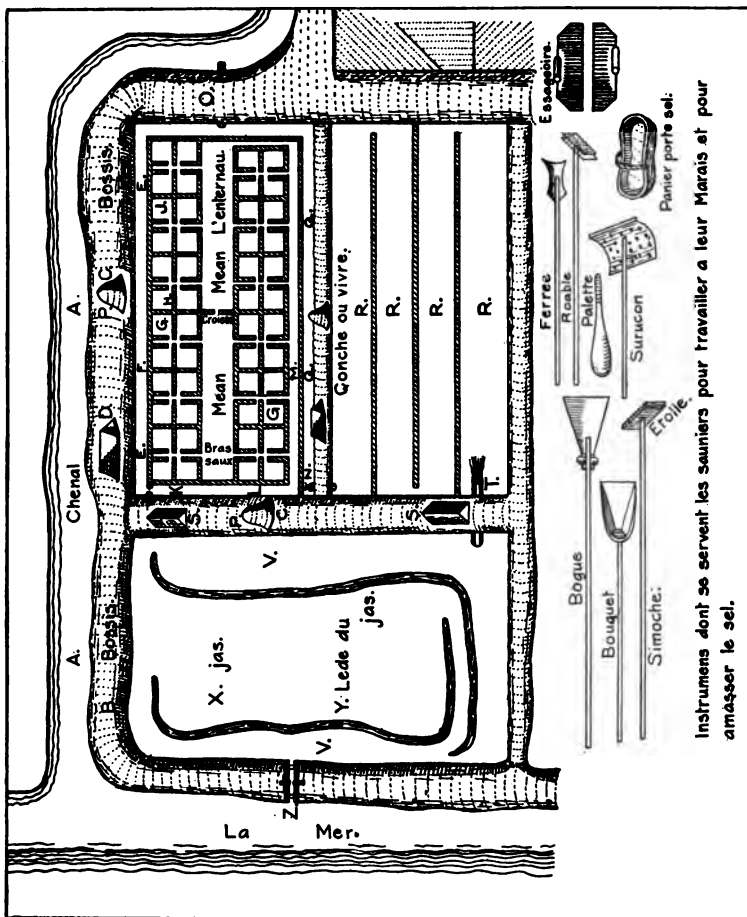 A.
Chenal
A.
B.
Bossis.
D.
P.
C.
Bossis.
O.
E.
F.
G.
H.
J.
E.
K
L
Brassaux
Mean
Croisée
Mean
L'enternau.
G
M.
N.
Q.
Q.
S.
P.
C.
S.
T.
Gonche ou vivre.
R.
R.
R.
R.
V.
X. jas.
Y. Lede du jas.
V.
Z
La Mer.
Ferree
Roable
Palette
Surucon
Panier porte sel:
Bogue
Bouquet
Simoche:
Etoile.
Instrumens dont se servent les sauniers pour travailler a leur Marais et pour
amasser le sel.